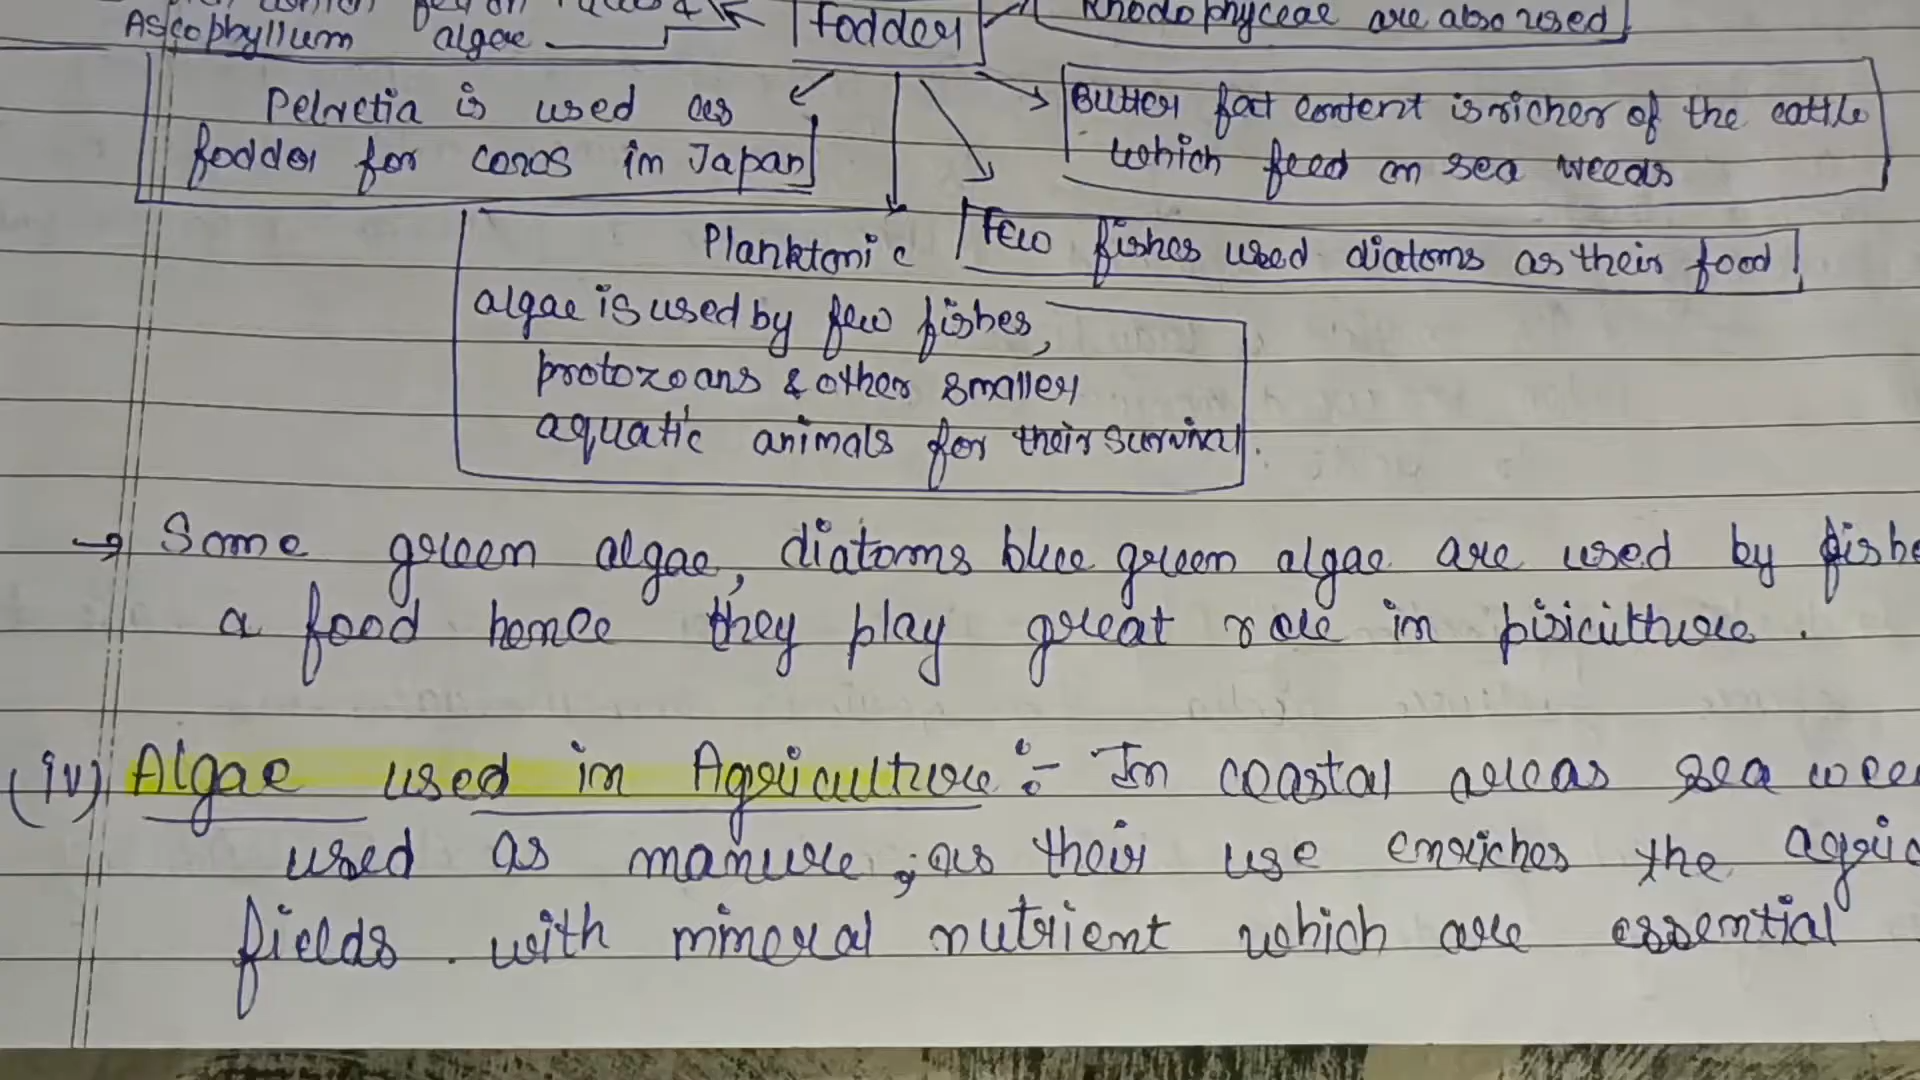 Ascophyllum algae
Fodder
Rhodophyceae are also used
Pelvetia is used as
fodder for cows in Japan
Butter fat content is richer of the cattle
which feed on sea weeds
Few fishes used diatoms as their food
Planktonic
algae is used by few fishes,
protozoans & other smaller
aquatic animals for their survival.
→ Some green algae, diatoms blue green algae are used by fishe
a food hence they play great role in pisiculture.
(iv) Algae used in Agriculture :- In coastal areas sea wee
used as manure, as their use enriches the agric
fields. with mineral nutrient which are essential